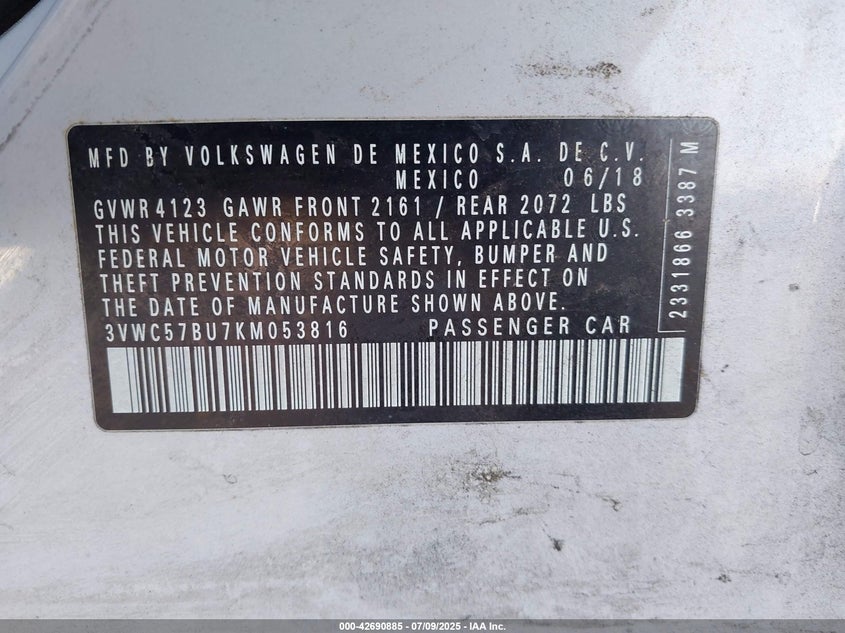 MFD BY VOLKSWAGEN DE MEXICO S.A. DE C.V.
MEXICO 06/18
GVWR 4123 GAWR FRONT 2161 / REAR 2072 LBS
THIS VEHICLE CONFORMS TO ALL APPLICABLE U.S.
FEDERAL MOTOR VEHICLE SAFETY, BUMPER AND
THEFT PREVENTION STANDARDS IN EFFECT ON
THE DATE OF MANUFACTURE SHOWN ABOVE.
3VWC57BU7KM053816 PASSENGER CAR
2331866 3387 M
000-42690885 - 07/09/2025 - IAA Inc.